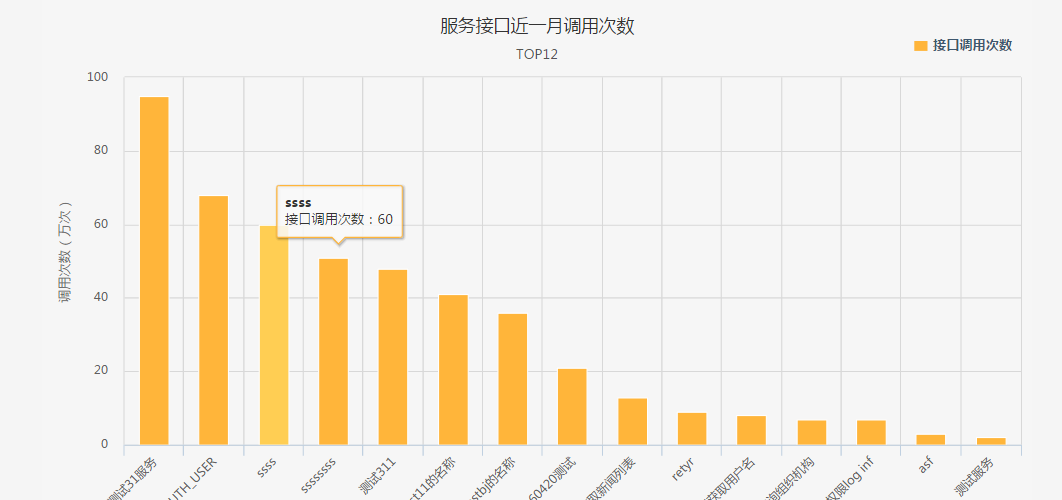 服务接口近一月调用次数
TOP12
接口调用次数
调用次数（万次）
100
80
60
40
20
0
ssss
接口调用次数：60
测试31服务
UTH_USER
ssss
sssssss
测试311
st11的名称
stbj的名称
60420测试
取新闻列表
retyr
获取用户名
询组织机构
权限log inf
asf
测试服务